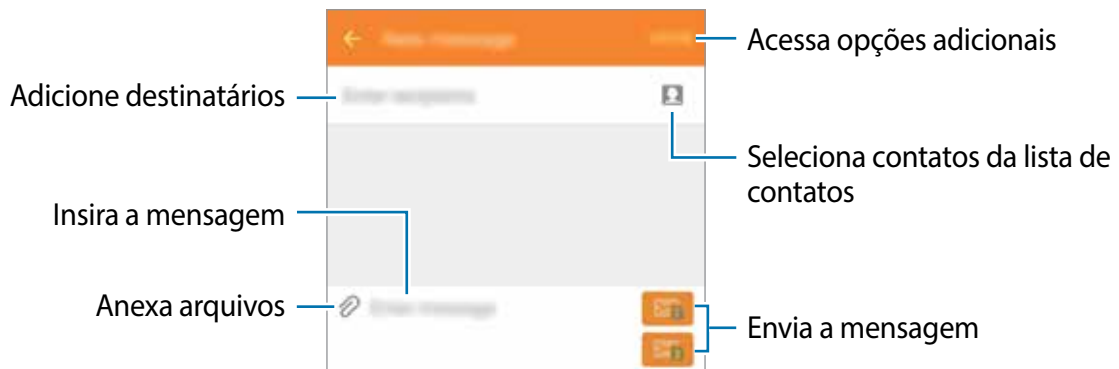 Acessa opções adicionais
Adicione destinatários
Seleciona contatos da lista de
contatos
Insira a mensagem
Anexa arquivos
Envia a mensagem